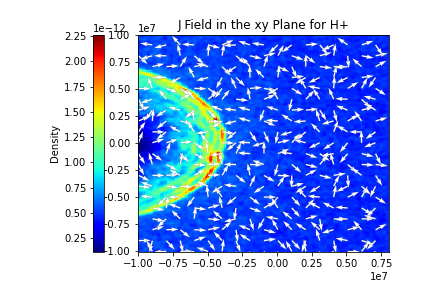 J Field in the xy Plane for H+
1e−12 1e7
2.25 1.00
2.00 0.75
1.75 0.50
1.50 0.25
1.25 0.00
1.00 −0.25
0.75 −0.50
0.50 −0.75
0.25 −1.00
Density
−1.00 −0.75 −0.50 −0.25 0.00 0.25 0.50 0.75
1e7